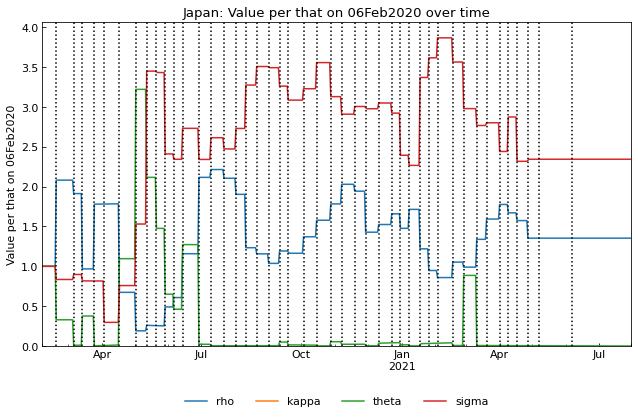 Japan: Value per that on 06Feb2020 over time
Value per that on 06Feb2020
4.0
3.5
3.0
2.5
2.0
1.5
1.0
0.5
0.0
Apr
Jul
Oct
Jan
2021
Apr
Jul
rho
kappa
theta
sigma